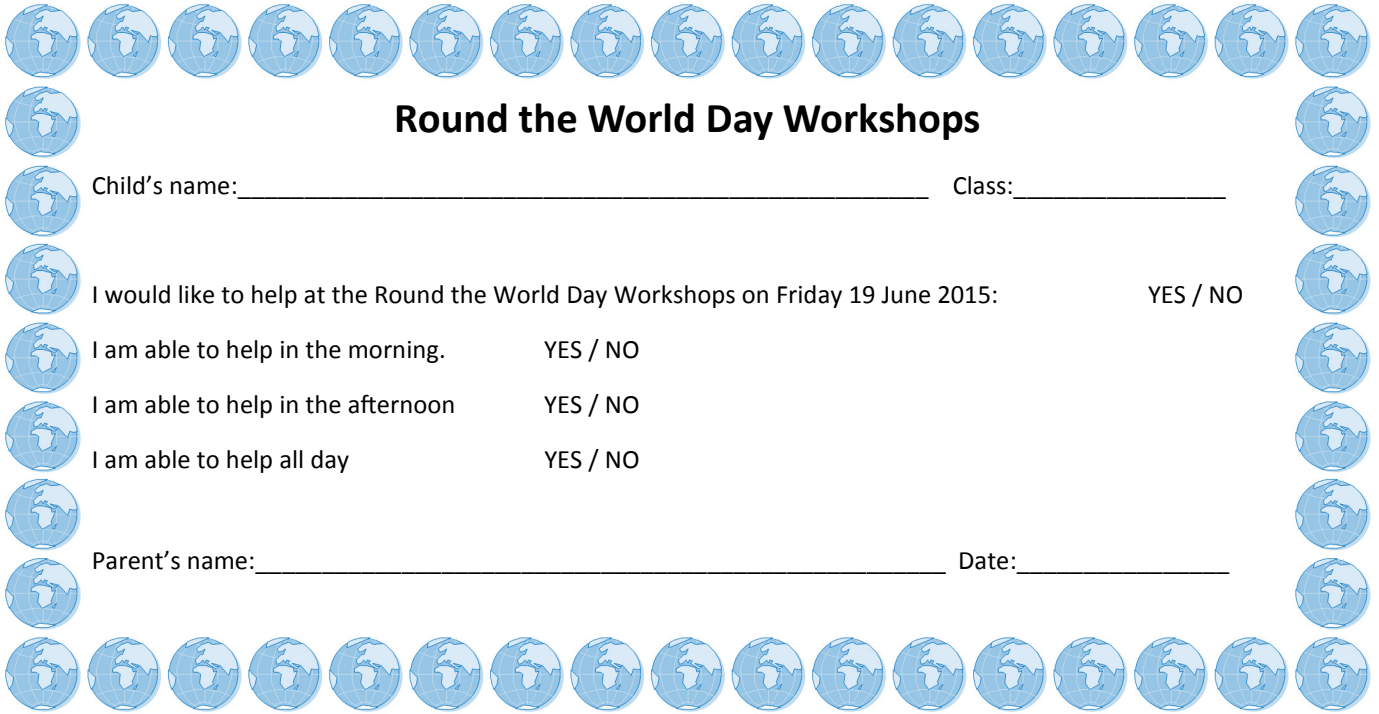 Round the World Day Workshops
Child’s name:____________________________________________________ Class:________________
I would like to help at the Round the World Day Workshops on Friday 19 June 2015: YES / NO
I am able to help in the morning. YES / NO
I am able to help in the afternoon YES / NO
I am able to help all day YES / NO
Parent’s name:____________________________________________________ Date:________________